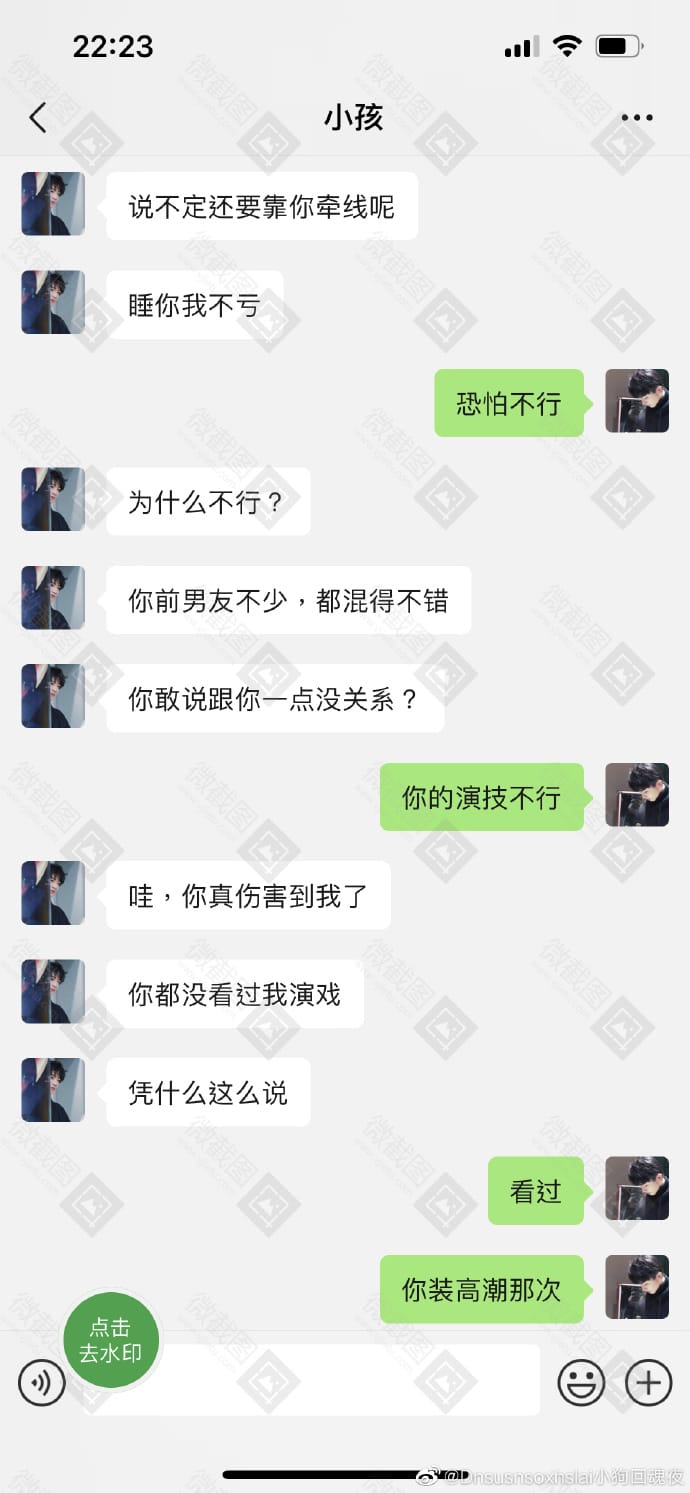 22:23
小孩
说不定还要靠你牵线呢
睡你我不亏
恐怕不行
为什么不行？
你前男友不少，都混得不错
你敢说跟你一点没关系？
你的演技不行
哇，你真伤害到我了
你都没看过我演戏
凭什么这么说
看过
你装高潮那次
点击
去水印
@Dnsusnsoxhslai小狗回魂夜
微截图